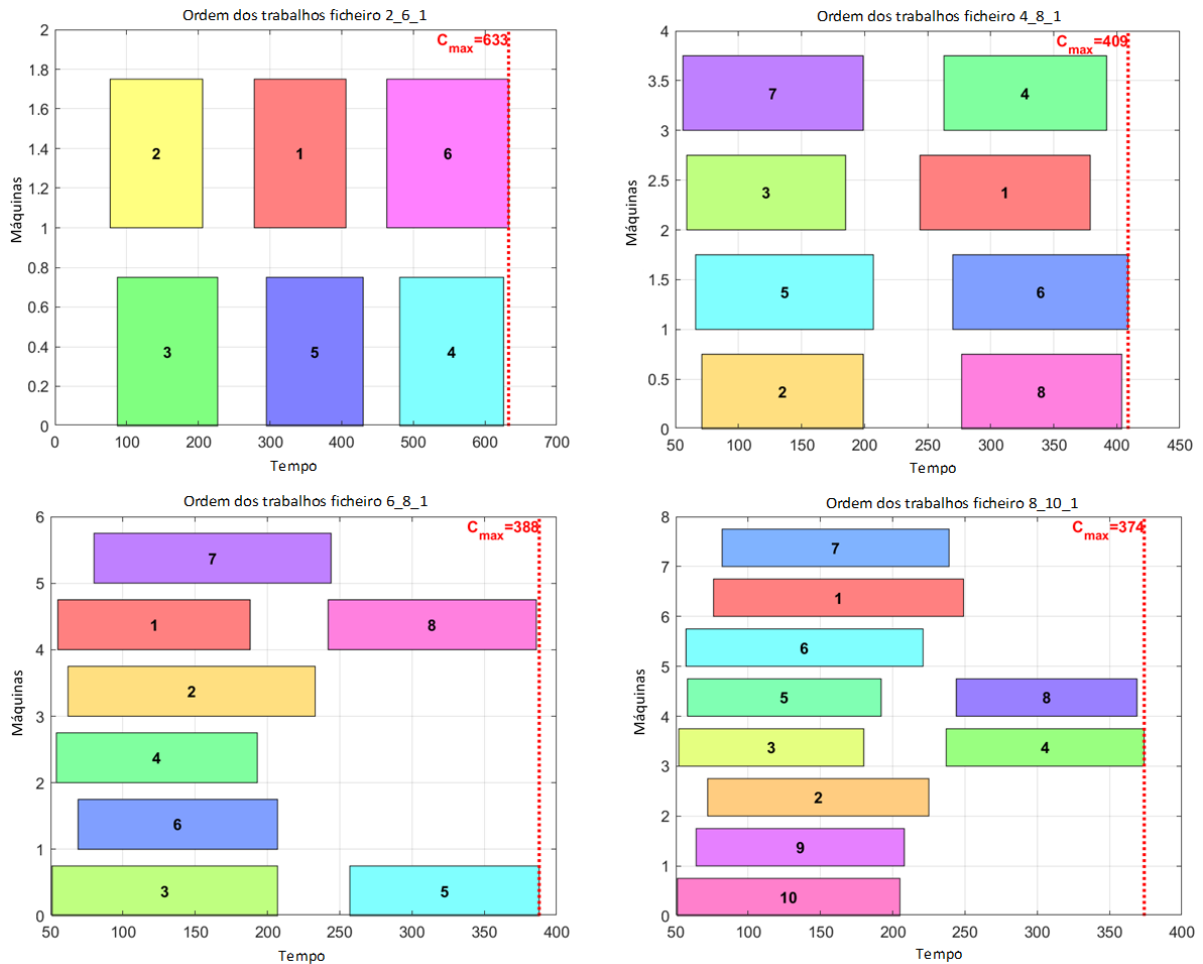 Ordem dos trabalhos ficheiro 2_6_1
C_max=633
2
1.8
1.6
1.4
1.2
1
0.8
0.6
0.4
0.2
0
Máquinas
2 1 6
3 5 4
0 100 200 300 400 500 600 700
Tempo
Ordem dos trabalhos ficheiro 4_8_1
C_max=409
4
3.5
3
2.5
2
1.5
1
0.5
0
Máquinas
7 4
3 1
5 6
2 8
50 100 150 200 250 300 350 400 450
Tempo
Ordem dos trabalhos ficheiro 6_8_1
C_max=388
6
5
4
3
2
1
0
Máquinas
7
1 8
2
4
6
3 5
50 100 150 200 250 300 350 400
Tempo
Ordem dos trabalhos ficheiro 8_10_1
C_max=374
8
7
6
5
4
3
2
1
0
Máquinas
7
1
6
5 8
3 4
2
9
10
50 100 150 200 250 300 350 400
Tempo